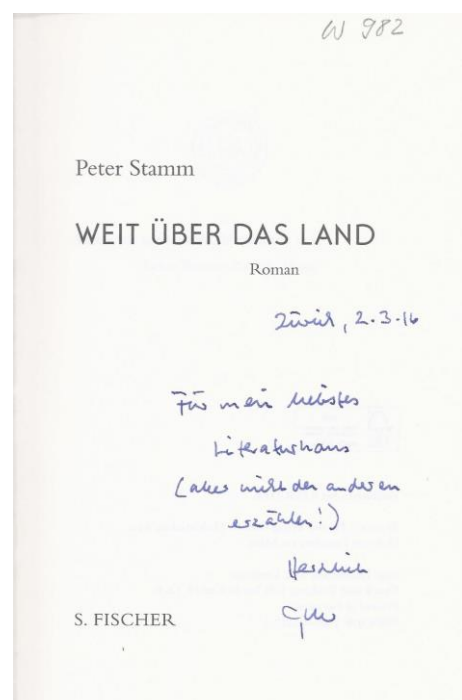 W 982
Peter Stamm
WEIT ÜBER DAS LAND
Roman
Zürich, 2.3.16
Für mein liebstes
Literaturhaus
(aber nicht den anderen
erzählen!)
Herzlich
S. FISCHER